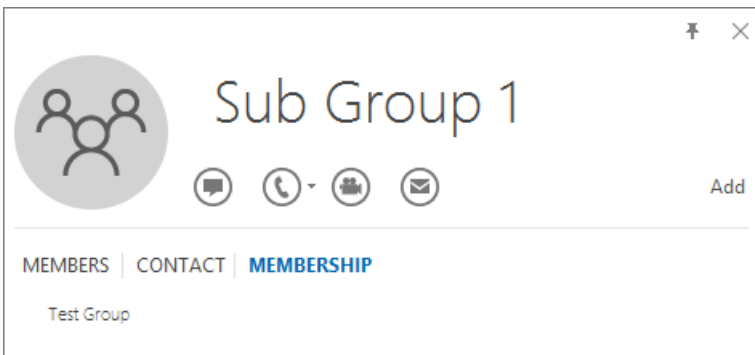 Sub Group 1
Add
MEMBERS CONTACT MEMBERSHIP
Test Group